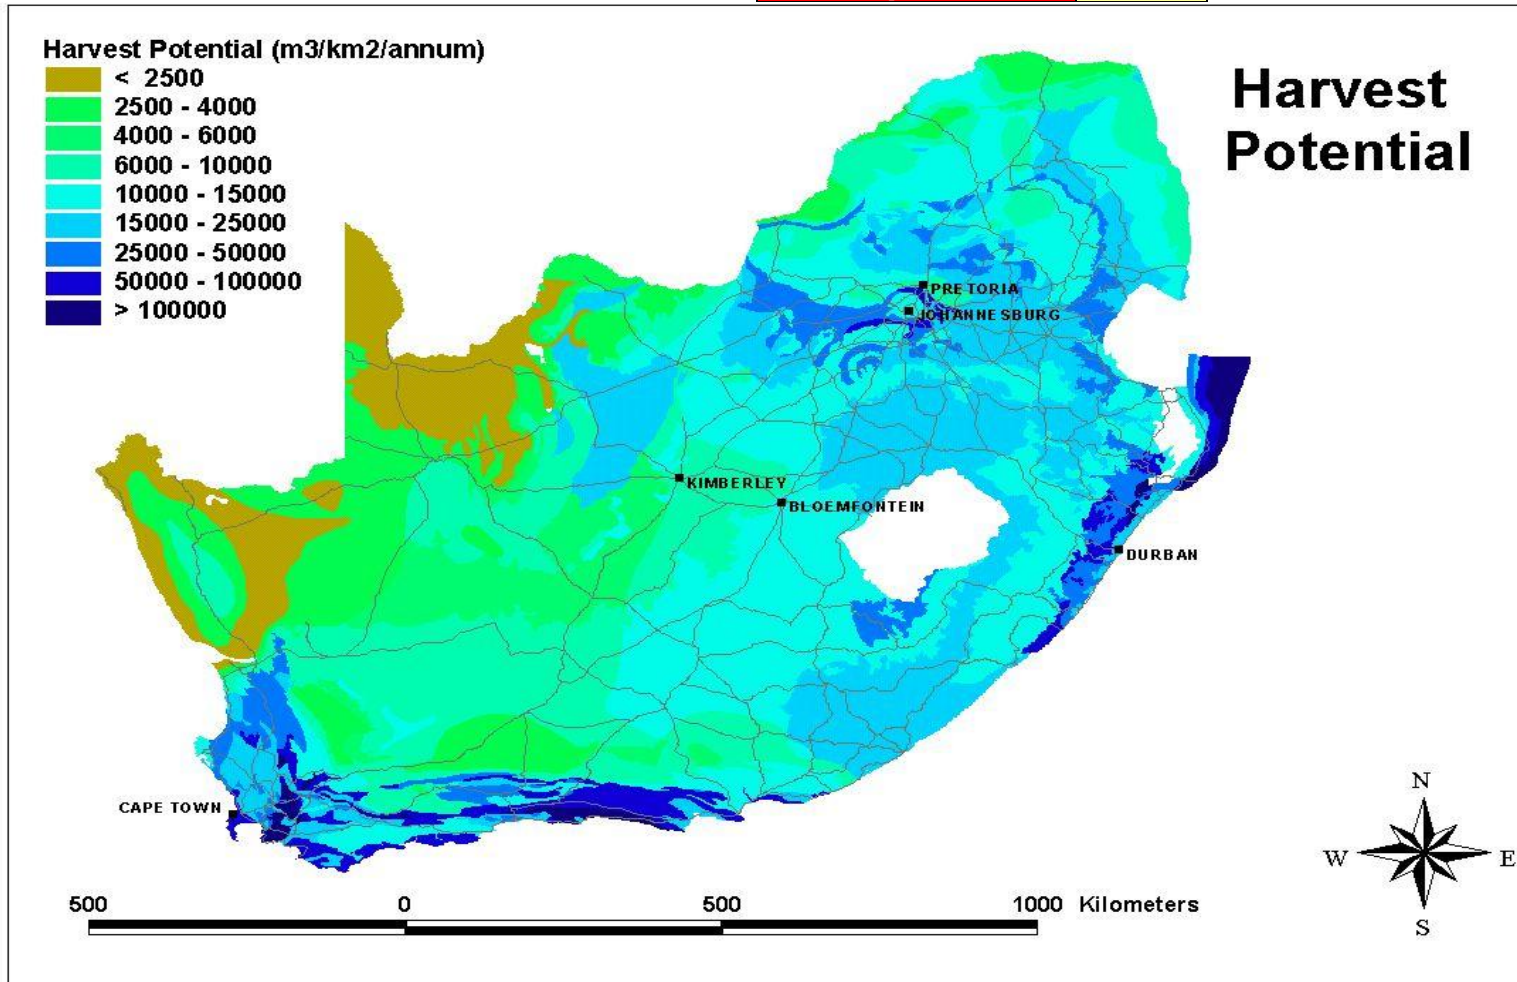 Harvest Potential (m3/km2/annum)
< 2500
2500 - 4000
4000 - 6000
6000 - 10000
10000 - 15000
15000 - 25000
25000 - 50000
50000 - 100000
> 100000
Harvest
Potential
PRETORIA
JOHANNESBURG
KIMBERLEY
BLOEMFONTEIN
DURBAN
CAPE TOWN
N
W E
S
500 0 500 1000 Kilometers